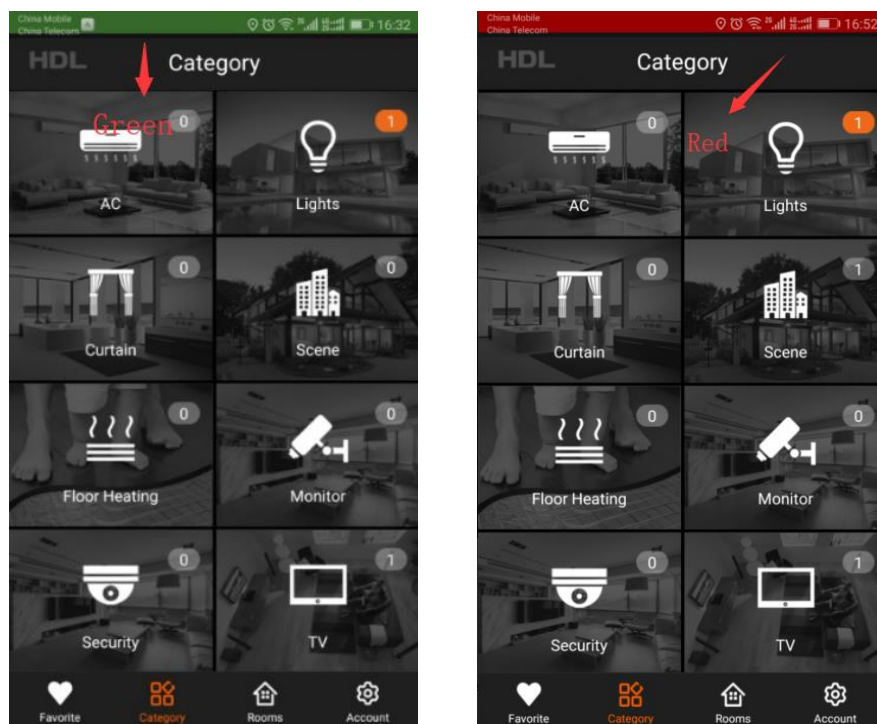 China Mobile
China Telecom
16:32
HDL
Category
Green
0
1
AC
Lights
0
0
Curtain
Scene
0
0
Floor Heating
Monitor
0
1
Security
TV
Favorite
Category
Rooms
Account
China Mobile
China Telecom
16:52
HDL
Category
Red
0
1
AC
Lights
0
1
Curtain
Scene
0
0
Floor Heating
Monitor
0
1
Security
TV
Favorite
Category
Rooms
Account